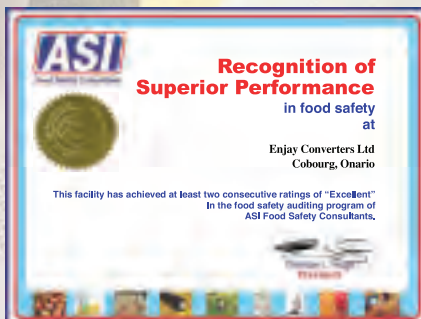 ASI
Food Safety Consultants
Recognition of
Superior Performance
in food safety
at
Enjay Converters Ltd
Cobourg, Onario
This facility has achieved at least two consecutive ratings of "Excellent"
In the food safety auditing program of
ASI Food Safety Consultants.
President